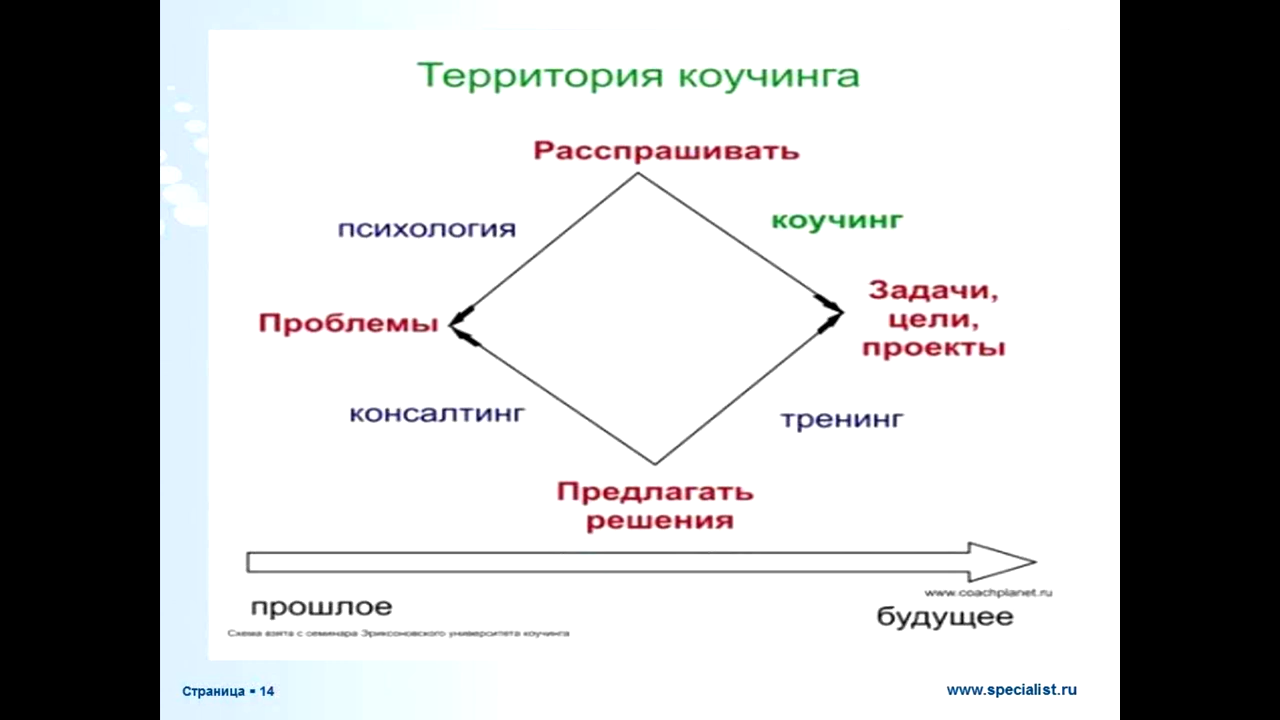 Территория коучинга
Расспрашивать
психология
коучинг
Задачи,
цели,
проекты
Проблемы
консалтинг
тренинг
Предлагать
решения
www.coachplanet.ru
прошлое
будущее
Схема взята с семинара Эриксоновского университета коучинга
Страница ▪ 14
www.specialist.ru